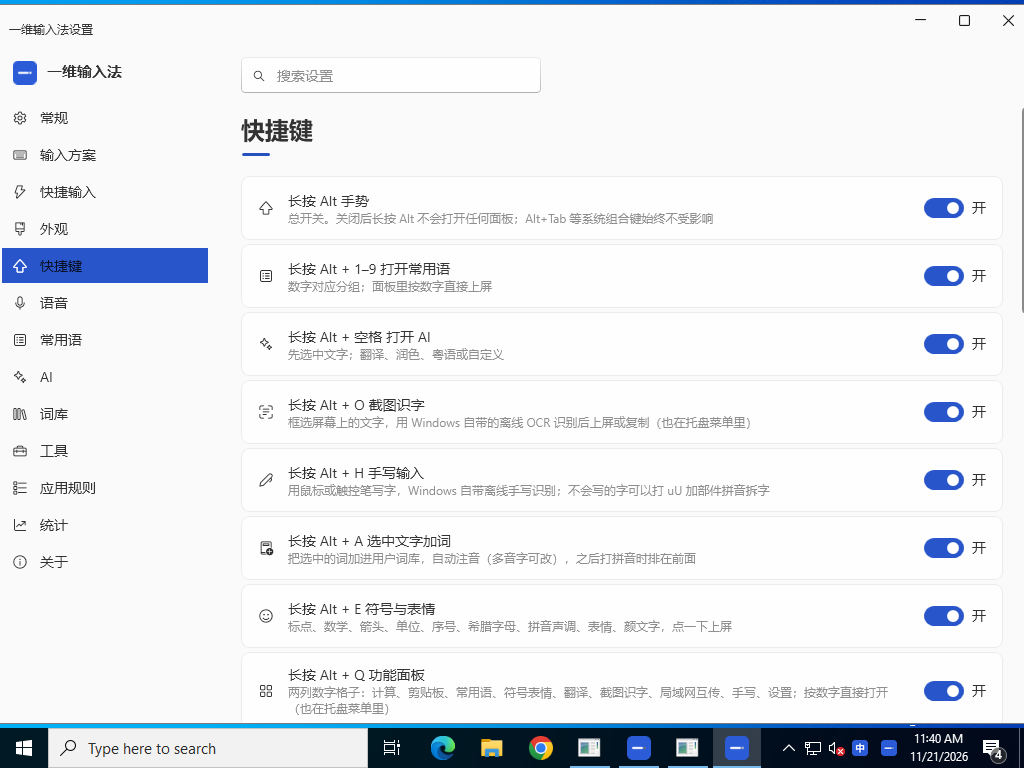 一维输入法设置
一维输入法
搜索设置
常规
输入方案
快捷输入
外观
快捷键
语音
常用语
AI
词库
工具
应用规则
统计
关于
快捷键
长按 Alt 手势
总开关。关闭后长按 Alt 不会打开任何面板；Alt+Tab 等系统组合键始终不受影响
开
长按 Alt + 1–9 打开常用语
数字对应分组；面板里按数字直接上屏
开
长按 Alt + 空格 打开 AI
先选中文字；翻译、润色、粤语或自定义
开
长按 Alt + O 截图识字
框选屏幕上的文字，用 Windows 自带的离线 OCR 识别后上屏或复制（也在托盘菜单里）
开
长按 Alt + H 手写输入
用鼠标或触控笔写字，Windows 自带离线手写识别；不会写的字可以打 uU 加部件拼音拆字
开
长按 Alt + A 选中文字加词
把选中的词加进用户词库，自动注音（多音字可改），之后打拼音时排在前面
开
长按 Alt + E 符号与表情
标点、数学、箭头、单位、序号、希腊字母、拼音声调、表情、颜文字，点一下上屏
开
长按 Alt + Q 功能面板
两列数字格子：计算、剪贴板、常用语、符号表情、翻译、截图识字、局域网互传、手写、设置；按数字直接打开
（也在托盘菜单里）
开
Type here to search
中
11:40 AM
11/21/2026
4